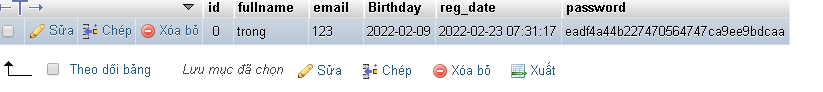 id fullname email Birthday reg_date password
Sửa Chép Xóa bỏ 0 trong 123 2022-02-09 2022-02-23 07:31:17 eadf4a44b227470564747ca9ee9bdcaa
Theo dõi bảng Lưu mục đã chọn Sửa Chép Xóa bỏ Xuất